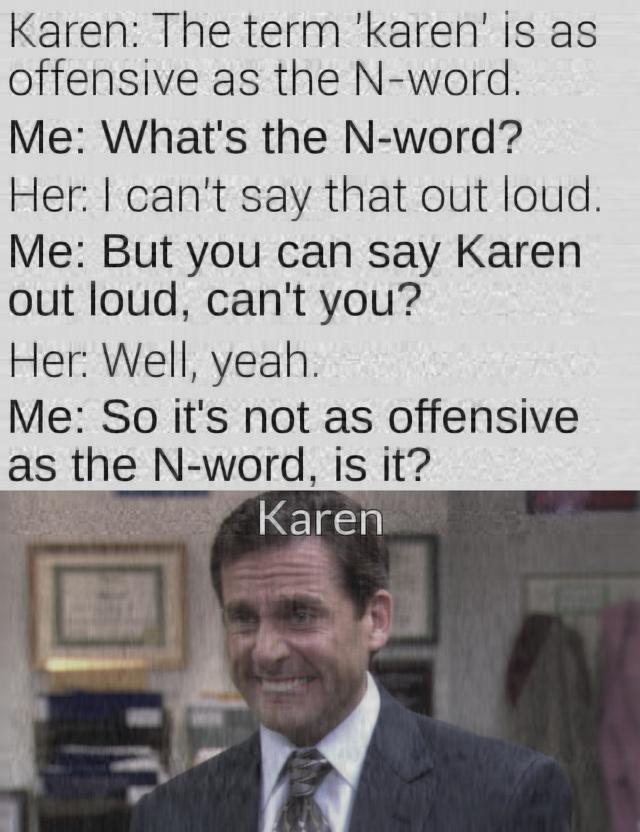 Karen: The term 'karen' is as
offensive as the N-word.
Me: What's the N-word?
Her: I can't say that out loud.
Me: But you can say Karen
out loud, can't you?
Her: Well, yeah.
Me: So it's not as offensive
as the N-word, is it?
Karen